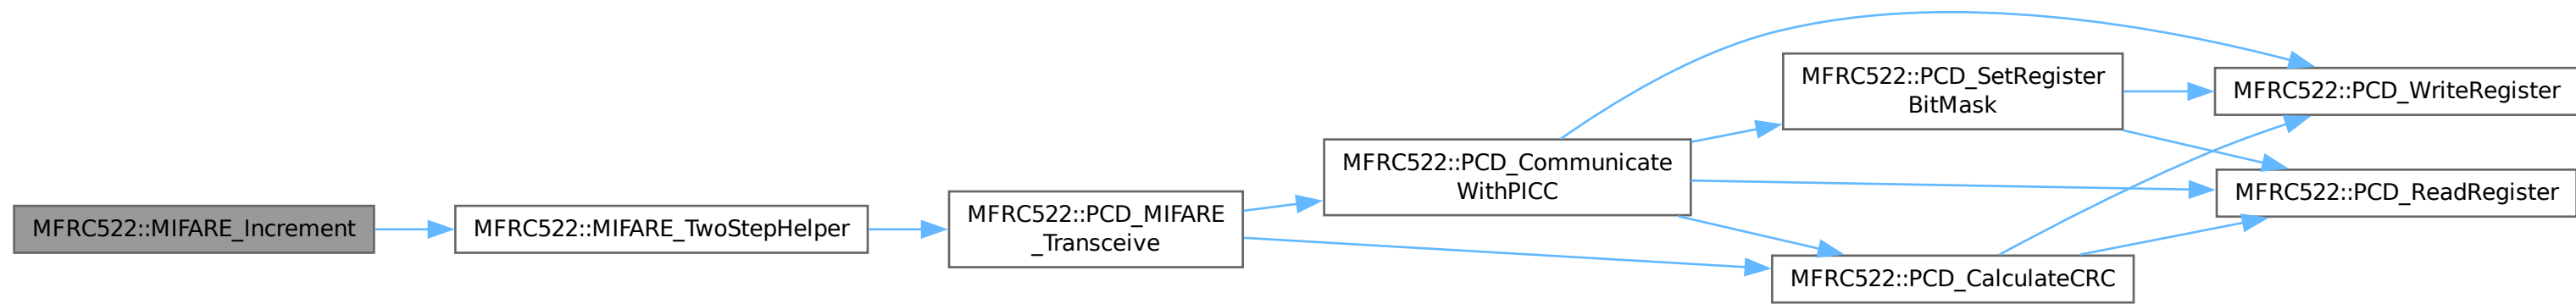 MFRC522::MIFARE_Increment
MFRC522::MIFARE_TwoStepHelper
MFRC522::PCD_MIFARE
_Transceive
MFRC522::PCD_Communicate
WithPICC
MFRC522::PCD_SetRegister
BitMask
MFRC522::PCD_CalculateCRC
MFRC522::PCD_WriteRegister
MFRC522::PCD_ReadRegister